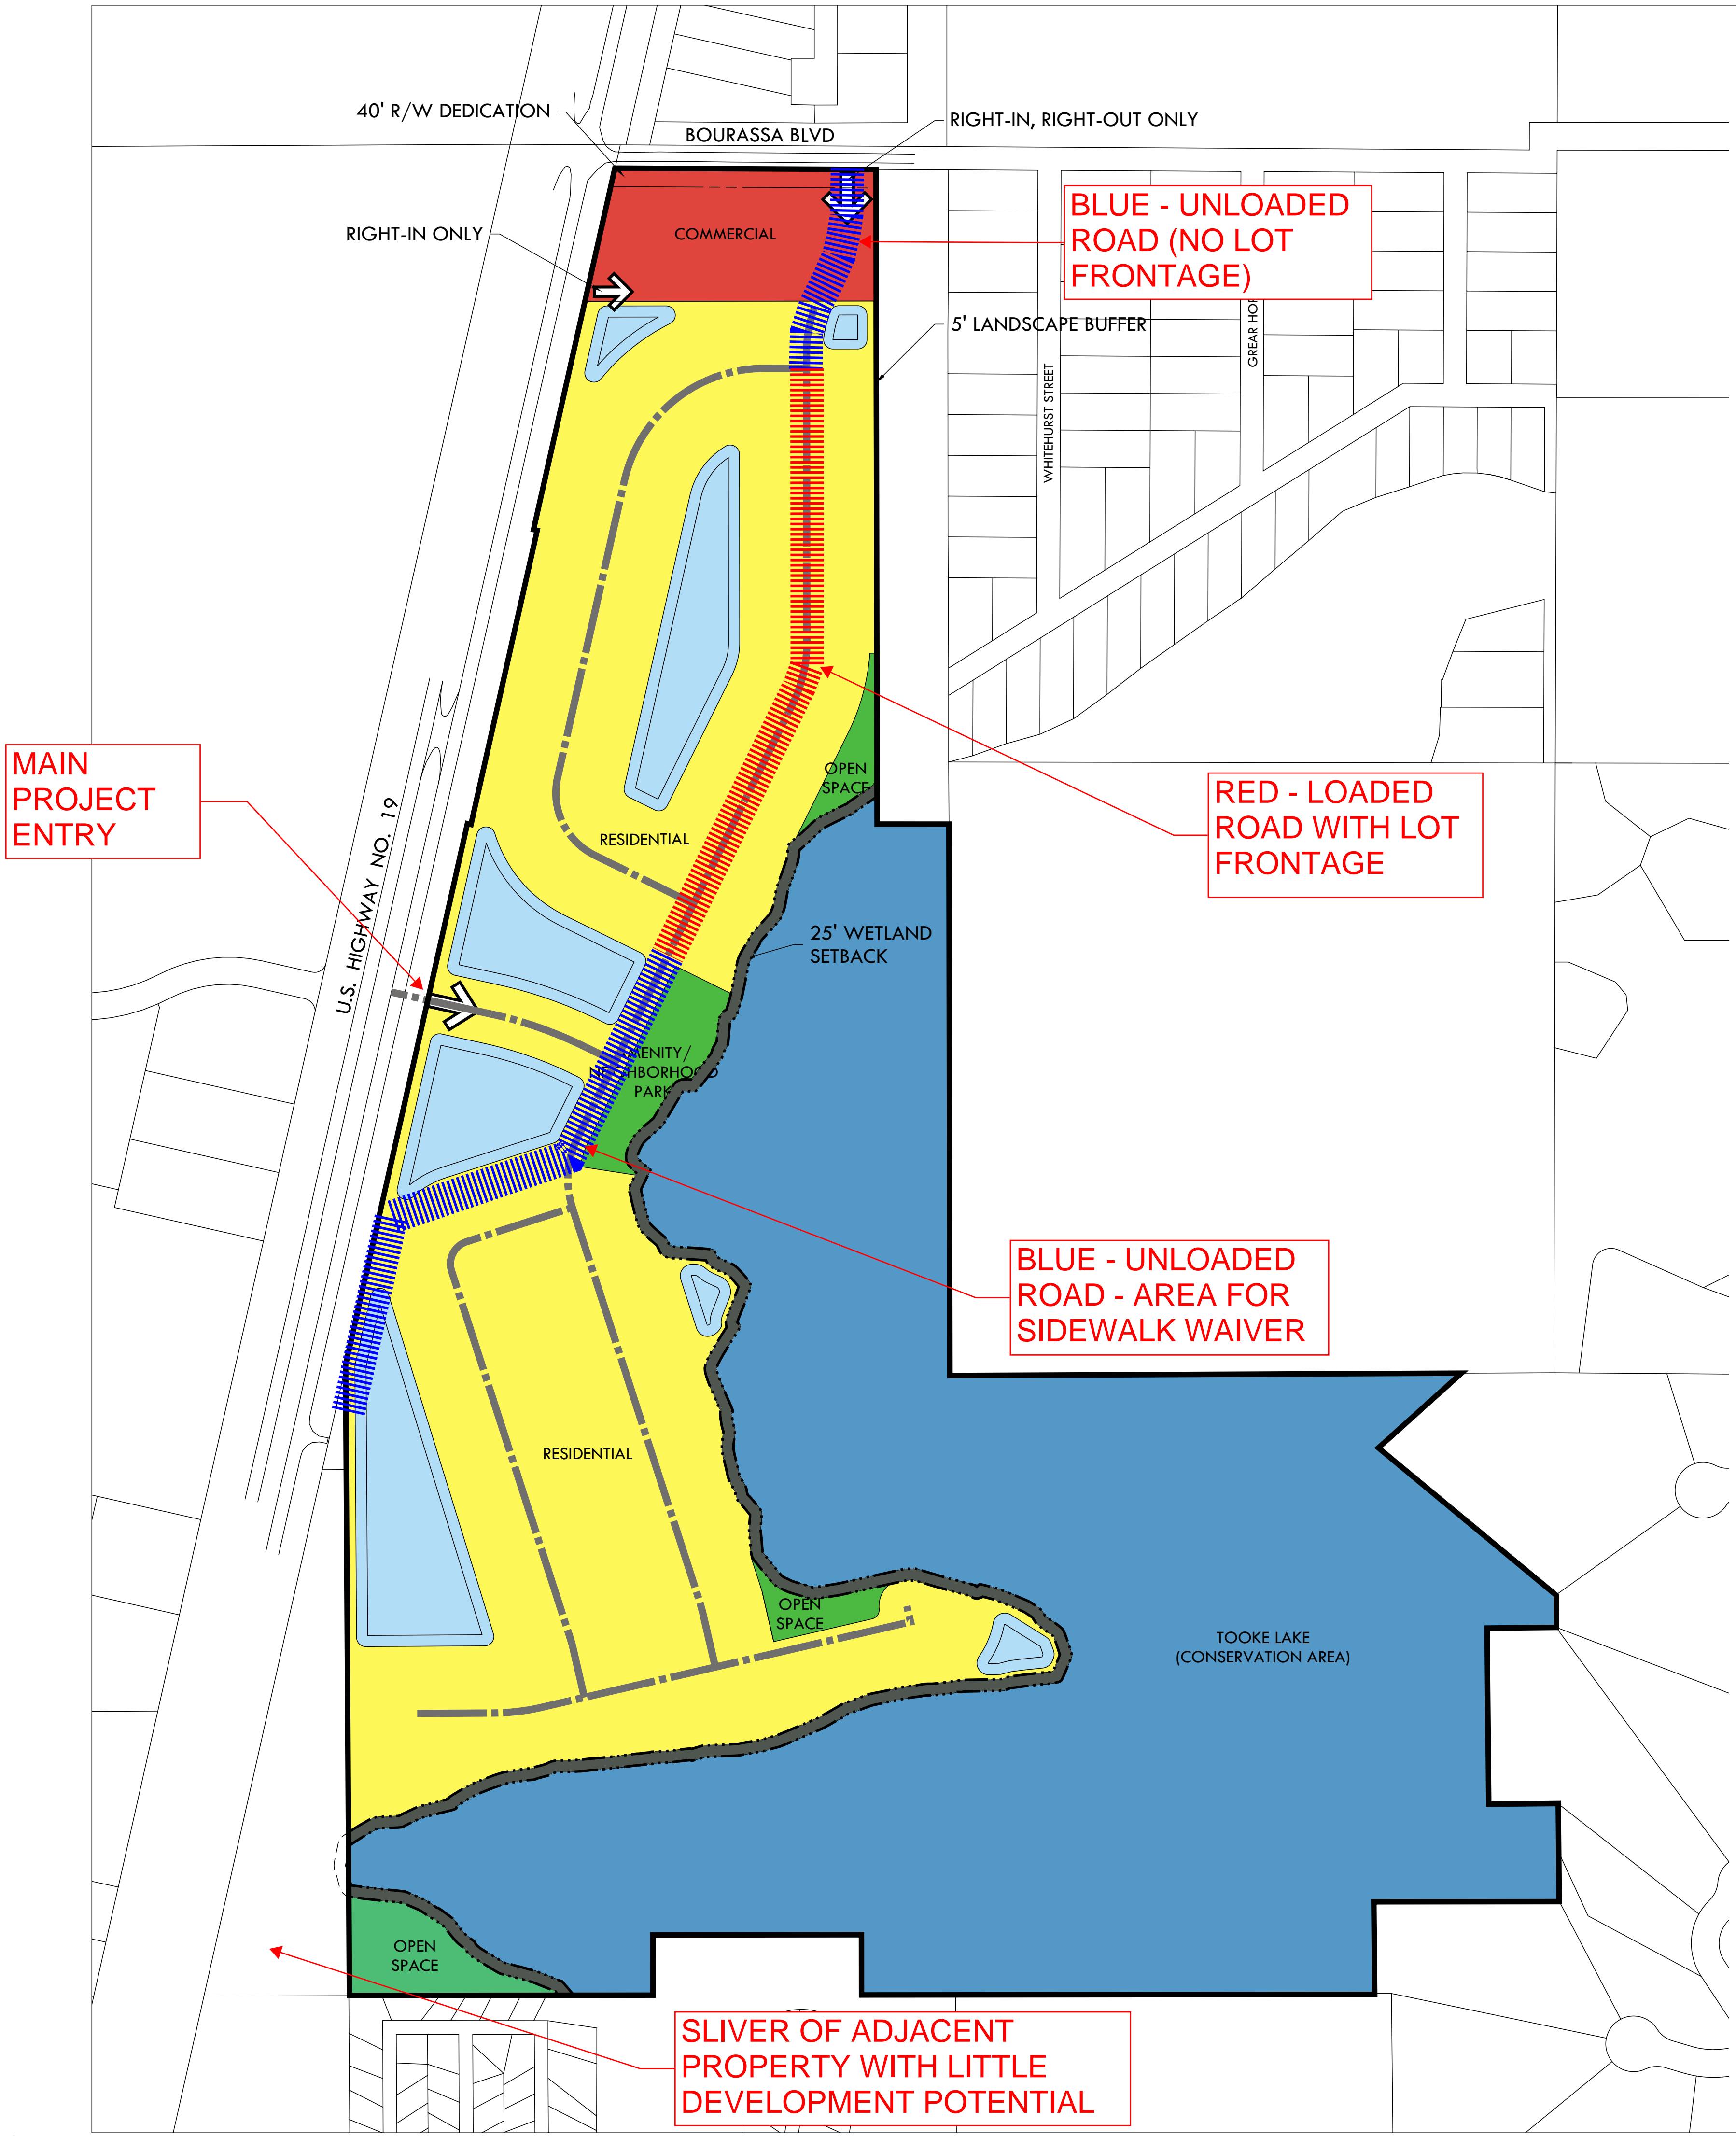 40' R/W DEDICATION
RIGHT-IN, RIGHT-OUT ONLY
BOURASSA BLVD
BLUE - UNLOADED
ROAD (NO LOT
FRONTAGE)
RIGHT-IN ONLY
COMMERCIAL
5' LANDSCAPE BUFFER
WHITEHURST STREET
GREAR
MAIN
PROJECT
ENTRY
U.S. HIGHWAY NO. 19
OPEN
SPACE
RESIDENTIAL
RED - LOADED
ROAD WITH LOT
FRONTAGE
25' WETLAND
SETBACK
AMENITY/
NEIGHBORHOOD
PARK
BLUE - UNLOADED
ROAD - AREA FOR
SIDEWALK WAIVER
RESIDENTIAL
OPEN
SPACE
TOOKE LAKE
(CONSERVATION AREA)
OPEN
SPACE
SLIVER OF ADJACENT
PROPERTY WITH LITTLE
DEVELOPMENT POTENTIAL